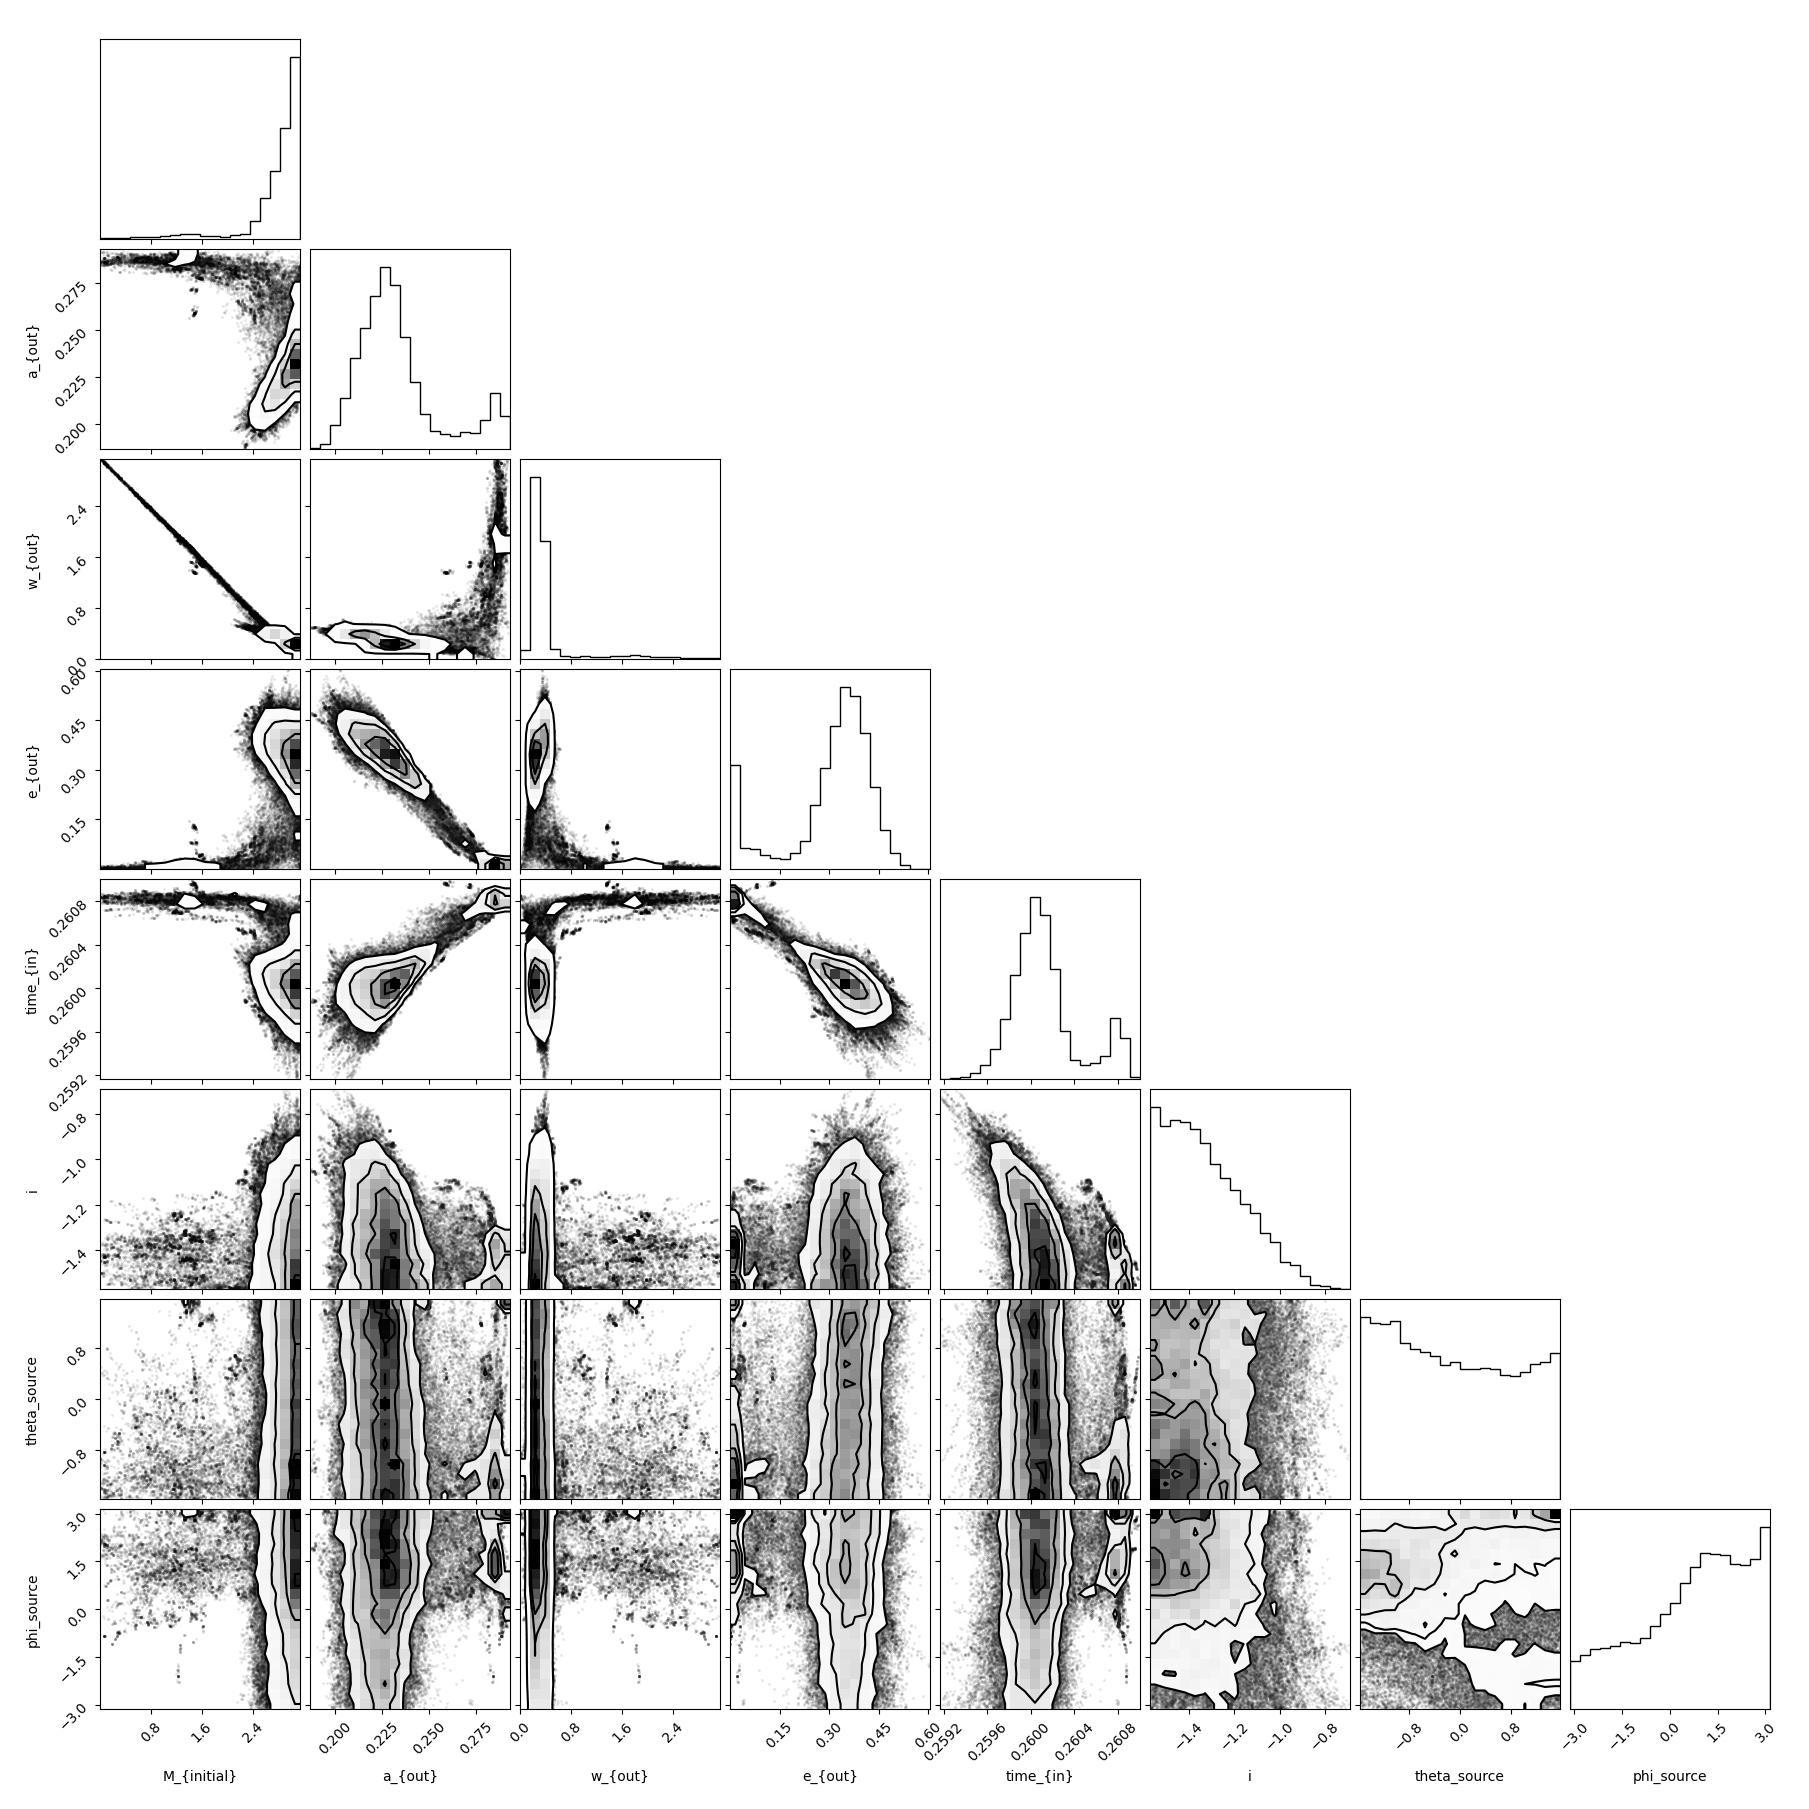 a_{out}
0.275
0.250
0.225
0.200
w_{out}
2.4
1.6
0.8
0.0
e_{out}
0.60
0.45
0.30
0.15
time_{in}
0.2608
0.2604
0.2600
0.2596
0.2592
i
−0.8
−1.0
−1.2
−1.4
theta_source
0.8
0.0
−0.8
phi_source
3.0
1.5
0.0
−1.5
−3.0
0.8 1.6 2.4
0.200 0.225 0.250 0.275
0.0 0.8 1.6 2.4
0.15 0.30 0.45 0.60
0.2592 0.2596 0.2600 0.2604 0.2608
−1.4 −1.2 −1.0 −0.8
−0.8 0.0 0.8
−3.0 −1.5 0.0 1.5 3.0
M_{initial} a_{out} w_{out} e_{out} time_{in} i theta_source phi_source